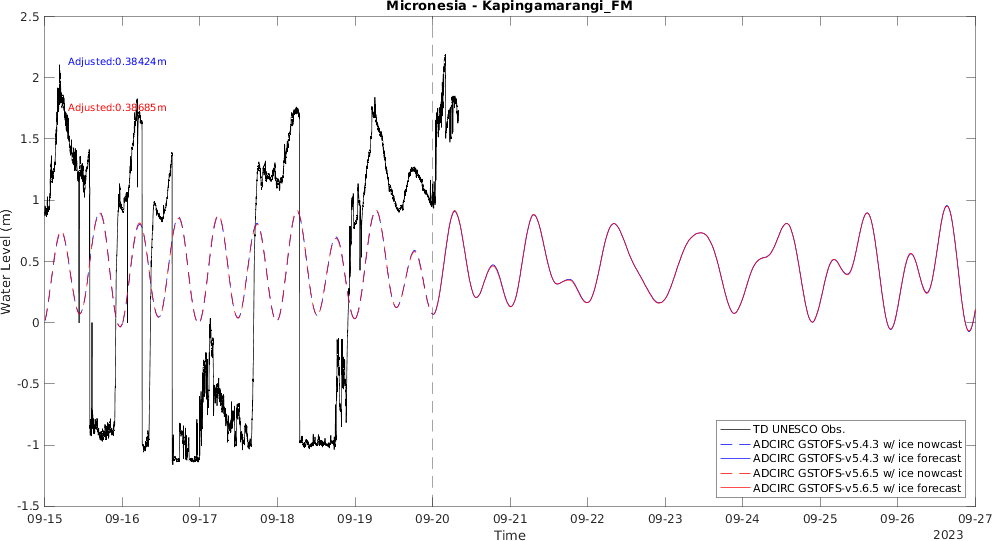 Micronesia - Kapingamarangi_FM
2.5
2
1.5
1
0.5
0
-0.5
-1
-1.5
Water Level (m)
Adjusted:0.38424m
Adjusted:0.38685m
TD UNESCO Obs.
ADCIRC GSTOFS-v5.4.3 w/ ice nowcast
ADCIRC GSTOFS-v5.4.3 w/ ice forecast
ADCIRC GSTOFS-v5.6.5 w/ ice nowcast
ADCIRC GSTOFS-v5.6.5 w/ ice forecast
09-15 09-16 09-17 09-18 09-19 09-20 09-21 09-22 09-23 09-24 09-25 09-26 09-27
Time
2023